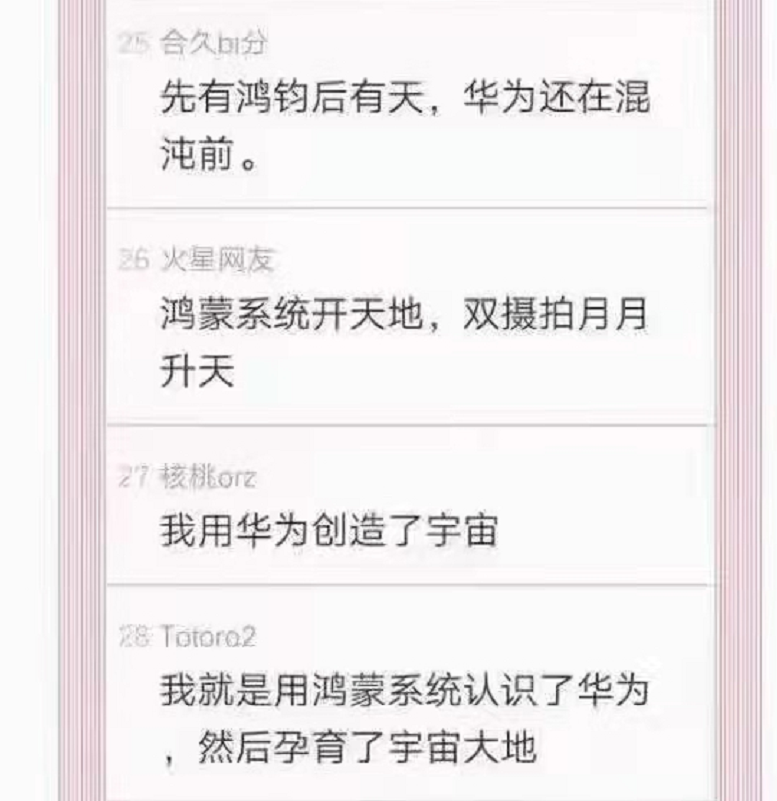 25 合久bi分
先有鸿钧后有天，华为还在混
沌前。
26 火星网友
鸿蒙系统开天地，双摄拍月月
升天
27 核桃orz
我用华为创造了宇宙
28 Totoro2
我就是用鸿蒙系统认识了华为
，然后孕育了宇宙大地